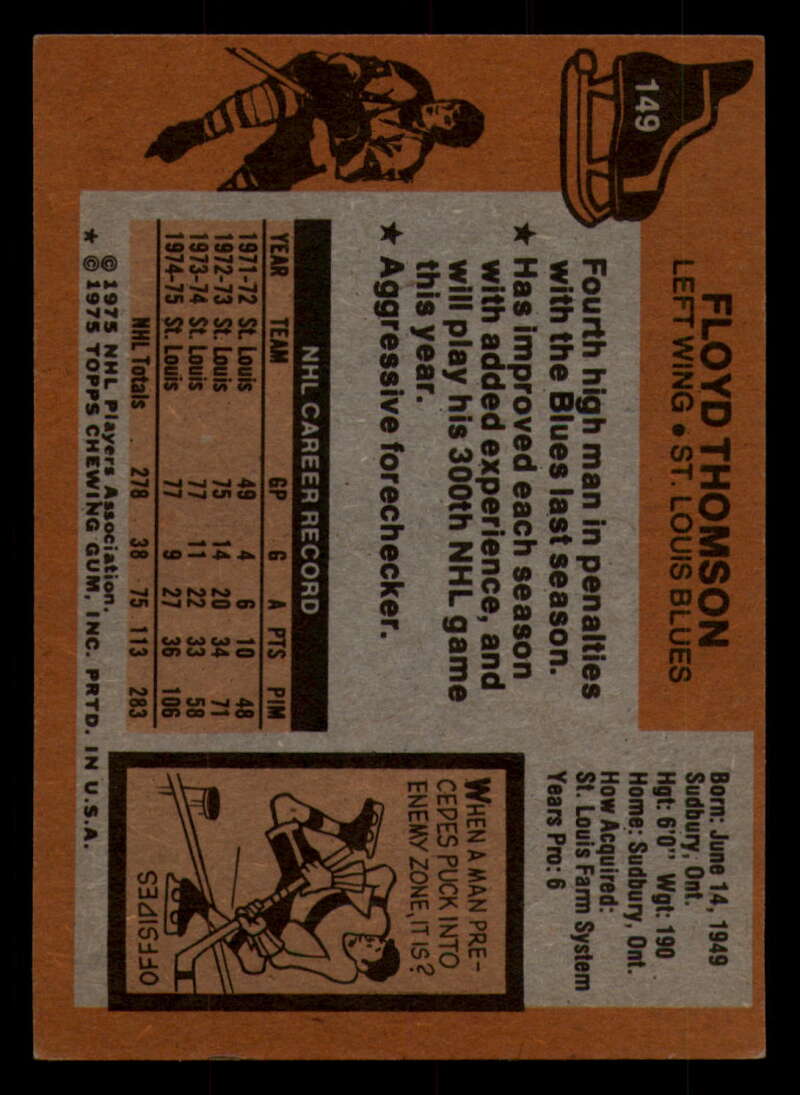 149
FLOYD THOMSON
LEFT WING • ST. LOUIS BLUES
Born: June 14, 1949
Sudbury, Ont.
Hgt: 6'0" Wgt: 190
Home: Sudbury, Ont.
How Acquired:
St. Louis Farm System
Years Pro: 6
Fourth high man in penalties
with the Blues last season.
★ Has improved each season
with added experience, and
will play his 300th NHL game
this year.
★ Aggressive forechecker.
NHL CAREER RECORD
YEAR TEAM GP G A PTS PIM
1971-72 St. Louis 49 4 6 10 48
1972-73 St. Louis 75 14 20 34 71
1973-74 St. Louis 77 11 22 33 58
1974-75 St. Louis 77 9 27 36 106
NHL Totals 278 38 75 113 283
WHEN A MAN PRE-
CEDES PUCK INTO
ENEMY ZONE, IT IS?
OFFSIDES
© 1975 NHL Players Association.
★ © 1975 TOPPS CHEWING GUM, INC. PRTD. IN U.S.A.